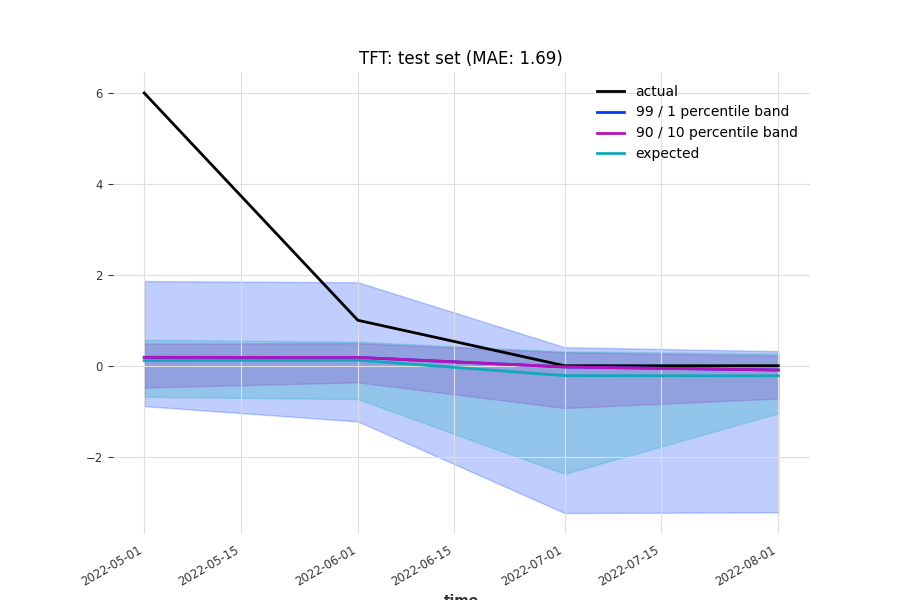 TFT: test set (MAE: 1.69)
actual
99 / 1 percentile band
90 / 10 percentile band
expected
6
4
2
0
−2
2022-05-01
2022-05-15
2022-06-01
2022-06-15
2022-07-01
2022-07-15
2022-08-01
time